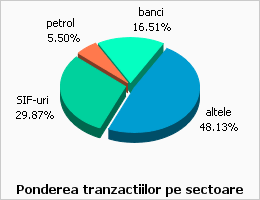 banci
16.51%
petrol
5.50%
SIF-uri
29.87%
altele
48.13%
Ponderea tranzactiilor pe sectoare